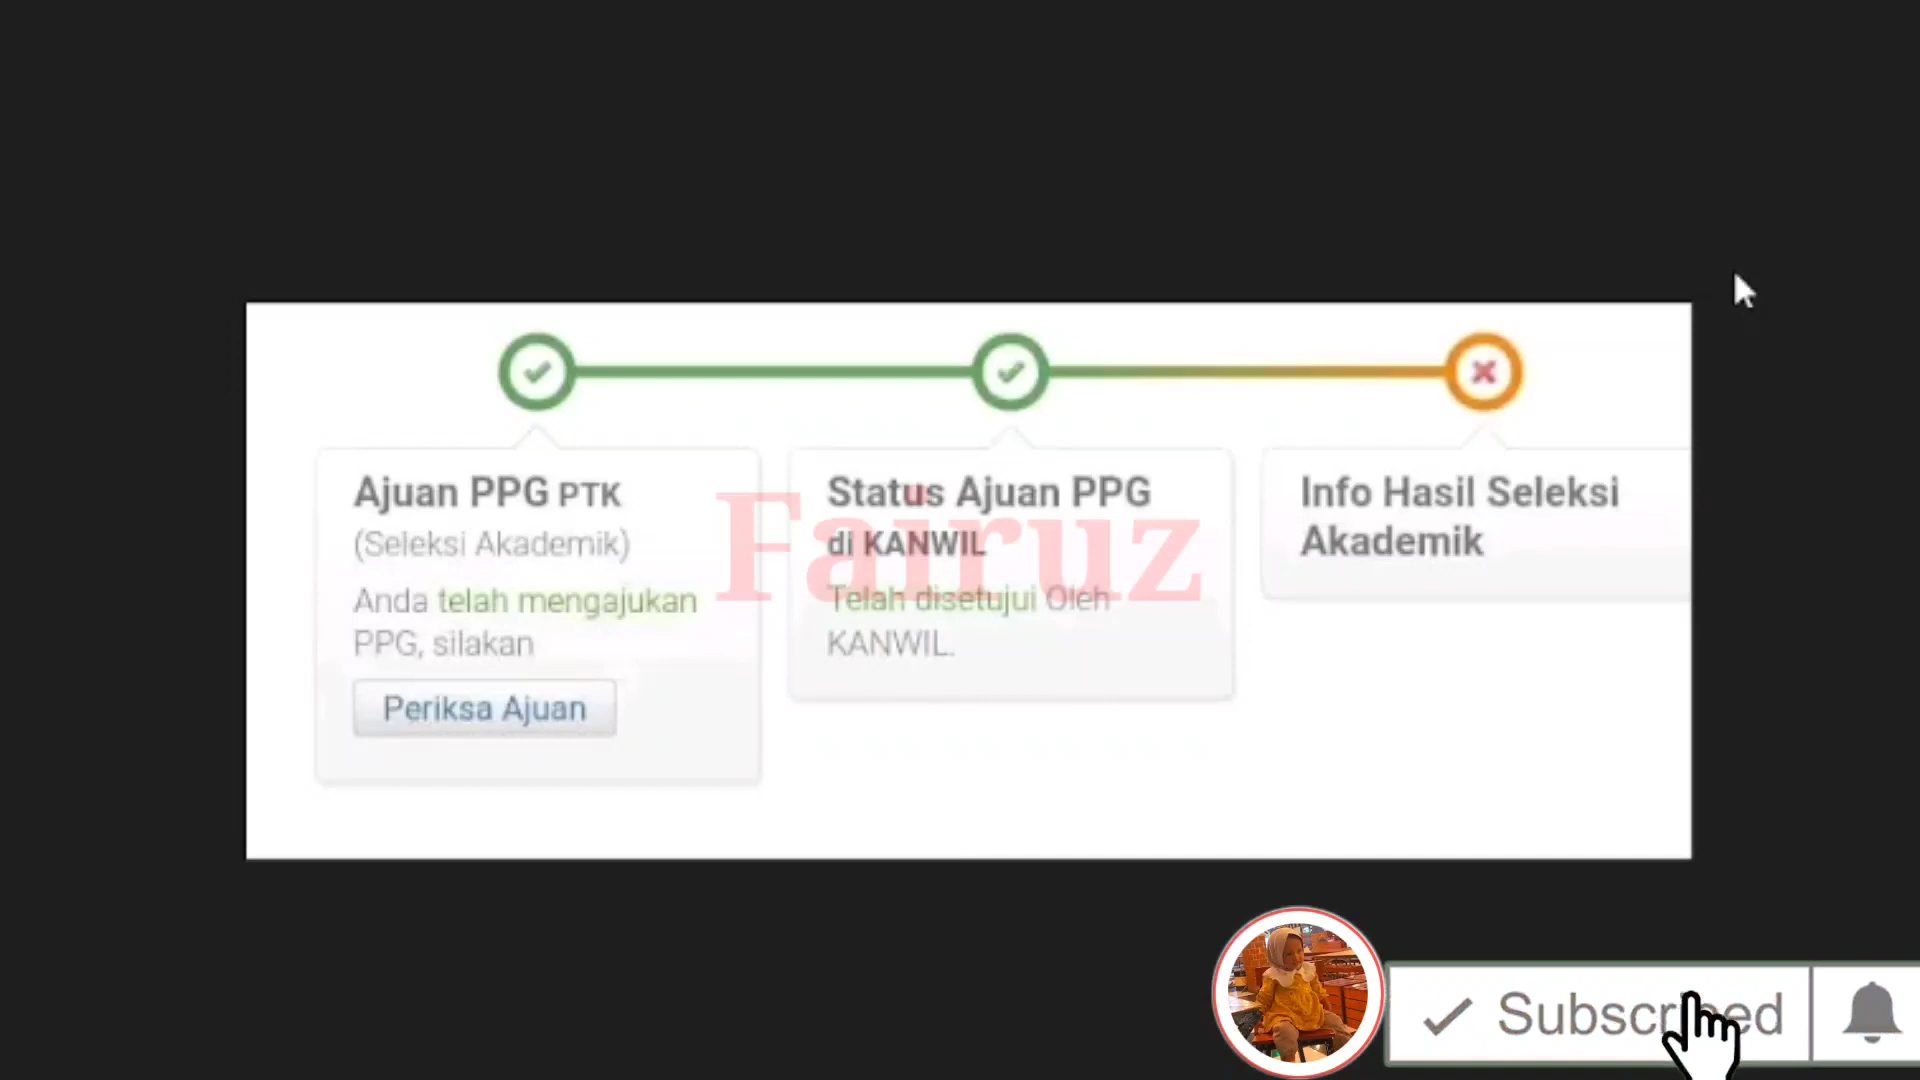 Ajuan PPG PTK
(Seleksi Akademik)
Anda telah mengajukan
PPG, silakan
Periksa Ajuan
Status Ajuan PPG
di KANWIL
Telah disetujui Oleh
KANWIL.
Info Hasil Seleksi
Akademik
Fairuz
Subscribed